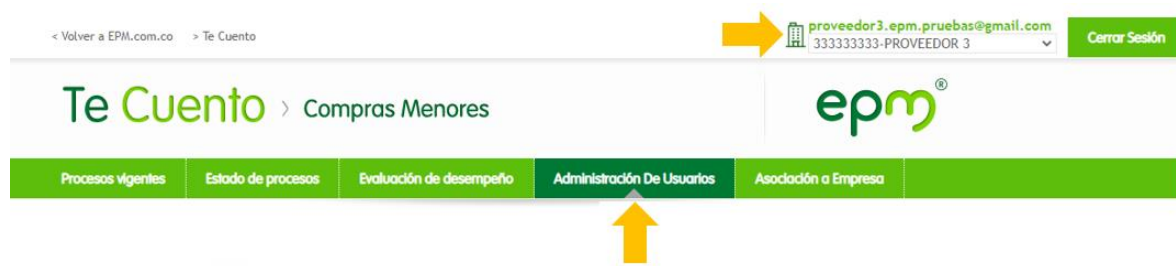 < Volver a EPM.com.co > Te Cuento
proveedor3.epm.pruebas@gmail.com
333333333-PROVEEDOR 3
Cerrar Sesión
Te Cuento > Compras Menores
epm®
Procesos vigentes Estado de procesos Evaluación de desempeño Administración De Usuarios Asociación a Empresa